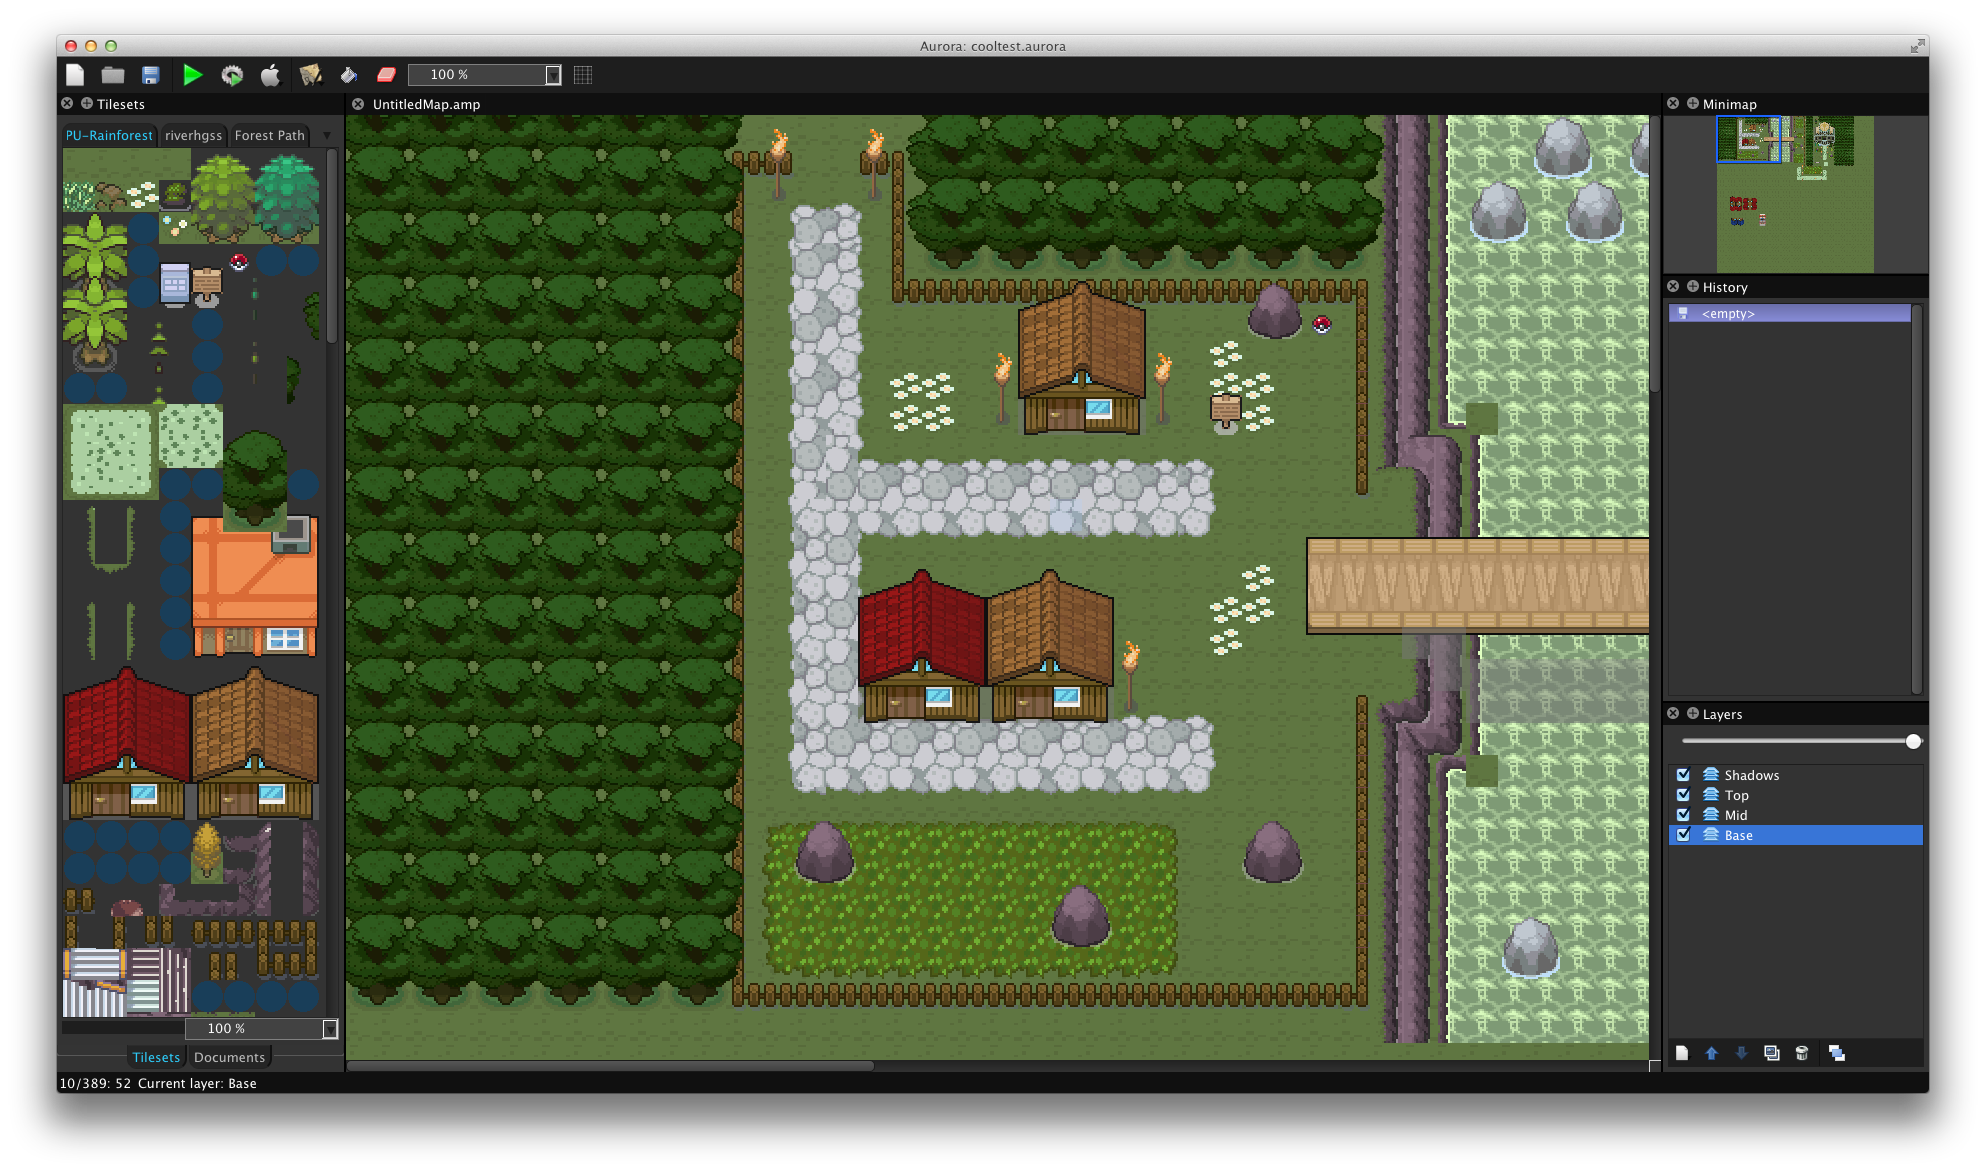 Aurora: cooltest.aurora
100 %
Tilesets
UntitledMap.amp
Minimap
PU-Rainforest riverhgss Forest Path
History
<empty>
Layers
Shadows
Top
Mid
Base
100 %
Tilesets Documents
10/389: 52 Current layer: Base